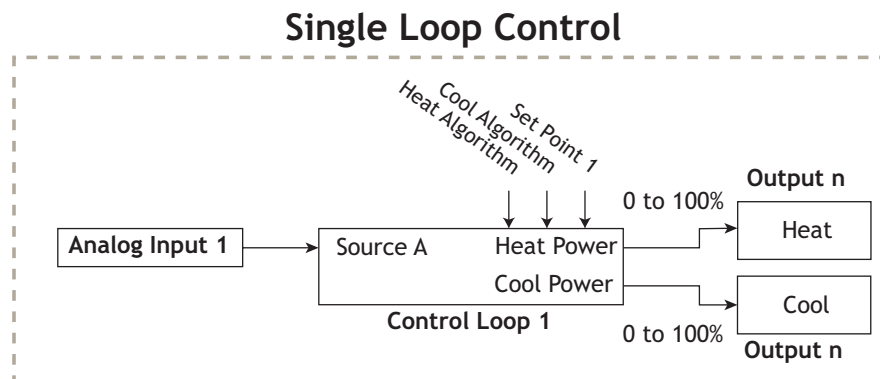 Single Loop Control
Heat Algorithm
Cool Algorithm
Set Point 1
0 to 100%
Output n
Heat
Analog Input 1
Source A
Heat Power
Cool Power
Control Loop 1
0 to 100%
Cool
Output n